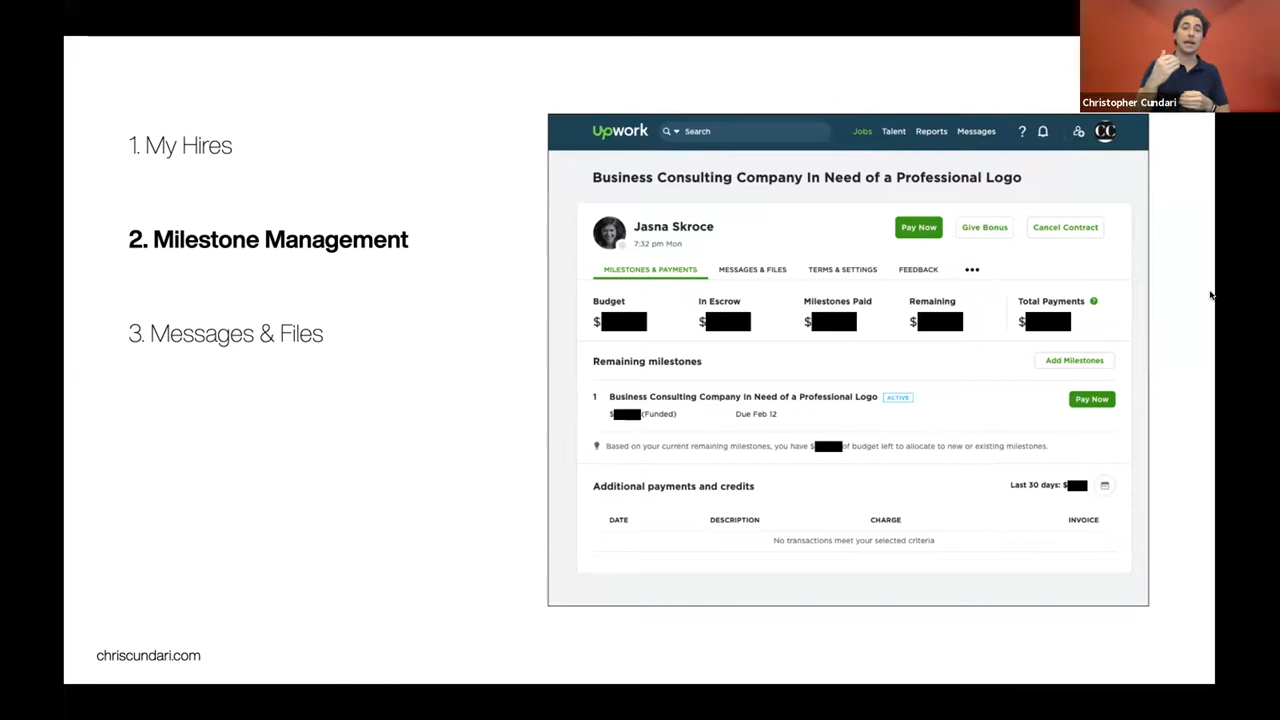 Christopher Cundari
1. My Hires
2. Milestone Management
3. Messages & Files
chriscundari.com
Upwork Search Jobs Talent Reports Messages ? CC
Business Consulting Company In Need of a Professional Logo
Jasna Skroce
7:32 pm Mon
Pay Now Give Bonus Cancel Contract
MILESTONES & PAYMENTS MESSAGES & FILES TERMS & SETTINGS FEEDBACK •••
Budget In Escrow Milestones Paid Remaining Total Payments ?
$ $ $ $ $
Remaining milestones Add Milestones
1 Business Consulting Company In Need of a Professional Logo ACTIVE Pay Now
$ (Funded) Due Feb 12
Based on your current remaining milestones, you have $ of budget left to allocate to new or existing milestones.
Additional payments and credits Last 30 days: $
DATE DESCRIPTION CHARGE INVOICE
No transactions meet your selected criteria